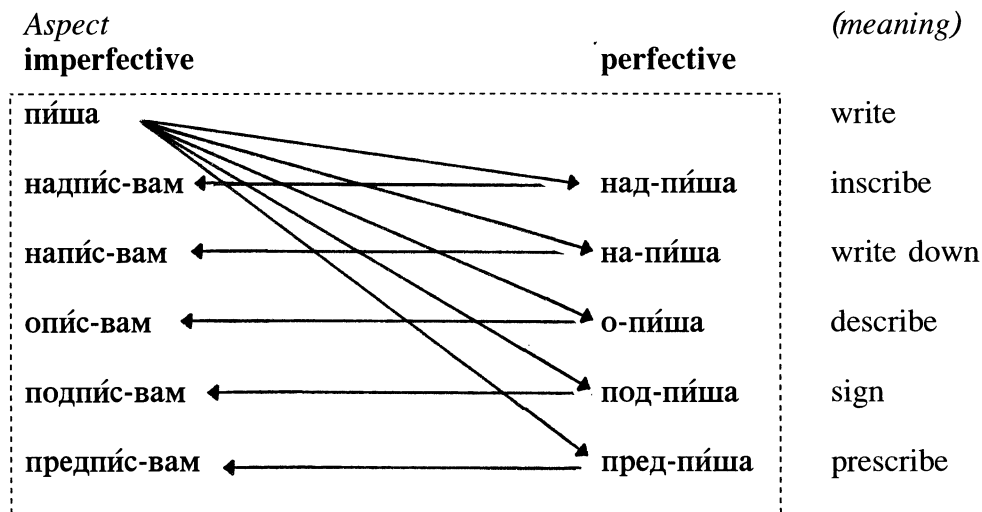 Aspect (meaning)
imperfective perfective
пи́ша write
надпи́с-вам над-пи́ша inscribe
напи́с-вам на-пи́ша write down
опи́с-вам о-пи́ша describe
подпи́с-вам под-пи́ша sign
предпи́с-вам пред-пи́ша prescribe